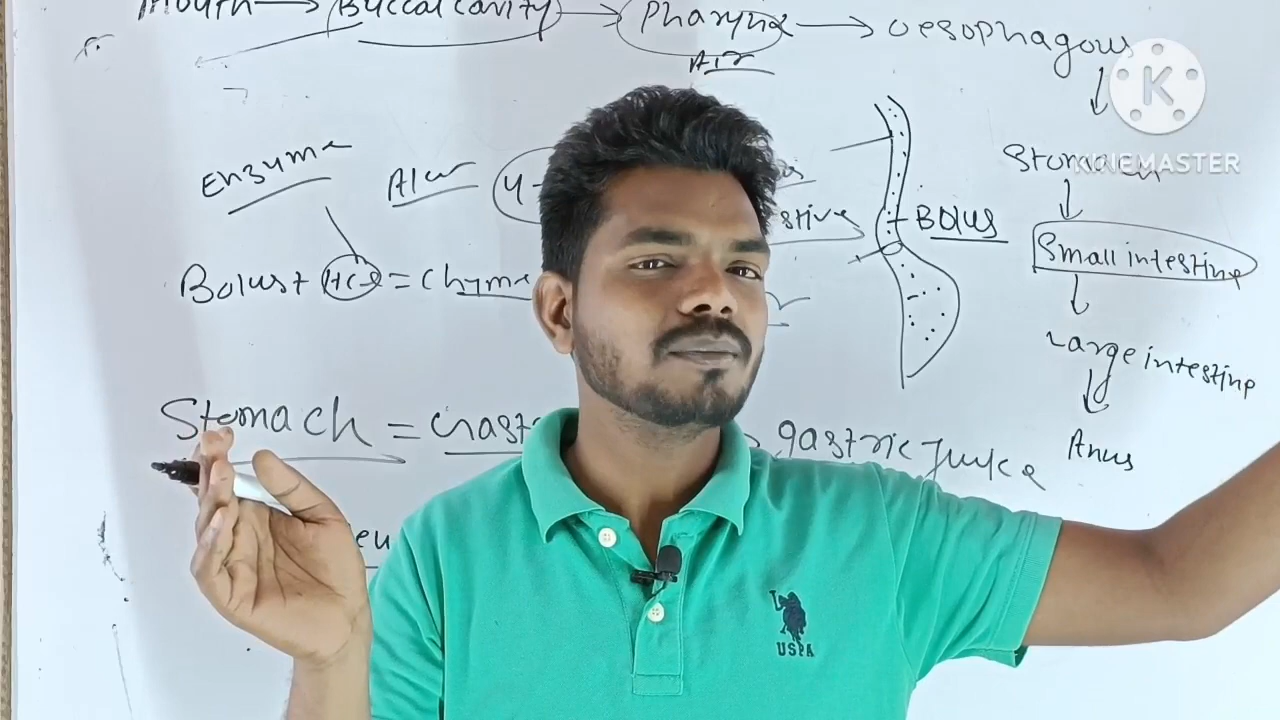 Mouth → Buccal cavity → Pharynx → oesophagous
Air
Stomach
Enzyme
Small intestine
Bolus
Bolus + HCl = Chyme
Large intestine
Stomach =
gastric Juice
Anus
K
KINEMASTER
USPA